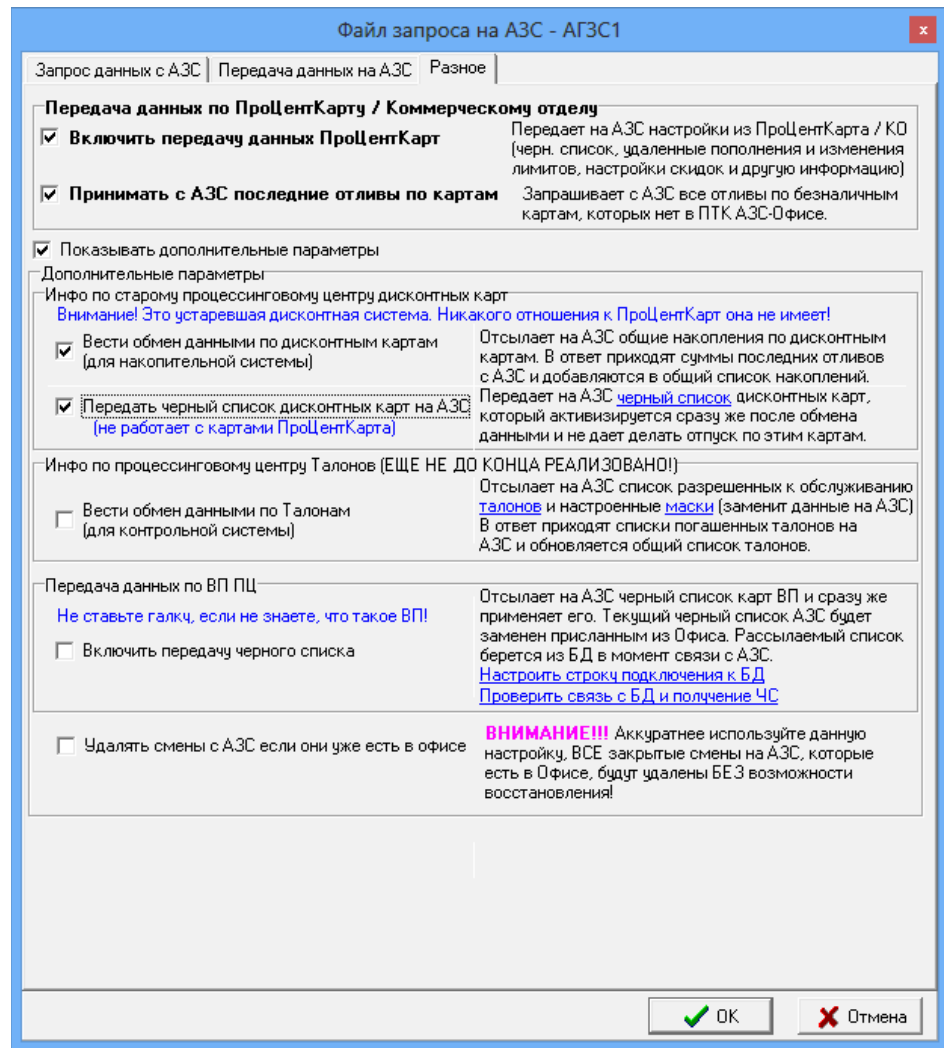 Файл запроса на АЗС - АГЗС1
x
Запрос данных с АЗС
Передача данных на АЗС
Разное
Передача данных по ПроЦентКарту / Коммерческому отделу
Включить передачу данных ПроЦентКарт
Передает на АЗС настройки из ПроЦентКарта / КО
(черн. список, удаленные пополнения и изменения
лимитов, настройки скидок и другую информацию)
Принимать с АЗС последние отливы по картам
Запрашивает с АЗС все отливы по безналичным
картам, которых нет в ПТК АЗС-Офисе.
Показывать дополнительные параметры
Дополнительные параметры
Инфо по старому процессинговому центру дисконтных карт
Внимание! Это устаревшая дисконтная система. Никакого отношения к ПроЦентКарт она не имеет!
Вести обмен данными по дисконтным картам
(для накопительной системы)
Отсылает на АЗС общие накопления по дисконтным
картам. В ответ приходят суммы последних отливов
с АЗС и добавляются в общий список накоплений.
Передать черный список дисконтных карт на АЗС
(не работает с картами ПроЦентКарта)
Передает на АЗС черный список дисконтных карт,
который активизируется сразу же после обмена
данными и не дает делать отпуск по этим картам.
Инфо по процессинговому центру Талонов (ЕЩЕ НЕ ДО КОНЦА РЕАЛИЗОВАНО!)
Вести обмен данными по Талонам
(для контрольной системы)
Отсылает на АЗС список разрешенных к обслуживанию
талонов и настроенные маски (заменит данные на АЗС)
В ответ приходят списки погашенных талонов на
АЗС и обновляется общий список талонов.
Передача данных по ВП ПЦ
Не ставьте галку, если не знаете, что такое ВП!
Включить передачу черного списка
Отсылает на АЗС черный список карт ВП и сразу же
применяет его. Текущий черный список АЗС будет
заменен присланным из Офиса. Рассылаемый список
берется из БД в момент связи с АЗС.
Настроить строку подключения к БД
Проверить связь с БД и получение ЧС
Удалять смены с АЗС если они уже есть в офисе
ВНИМАНИЕ!!! Аккуратнее используйте данную
настройку, ВСЕ закрытые смены на АЗС, которые
есть в Офисе, будут удалены БЕЗ возможности
восстановления!
OK
Отмена